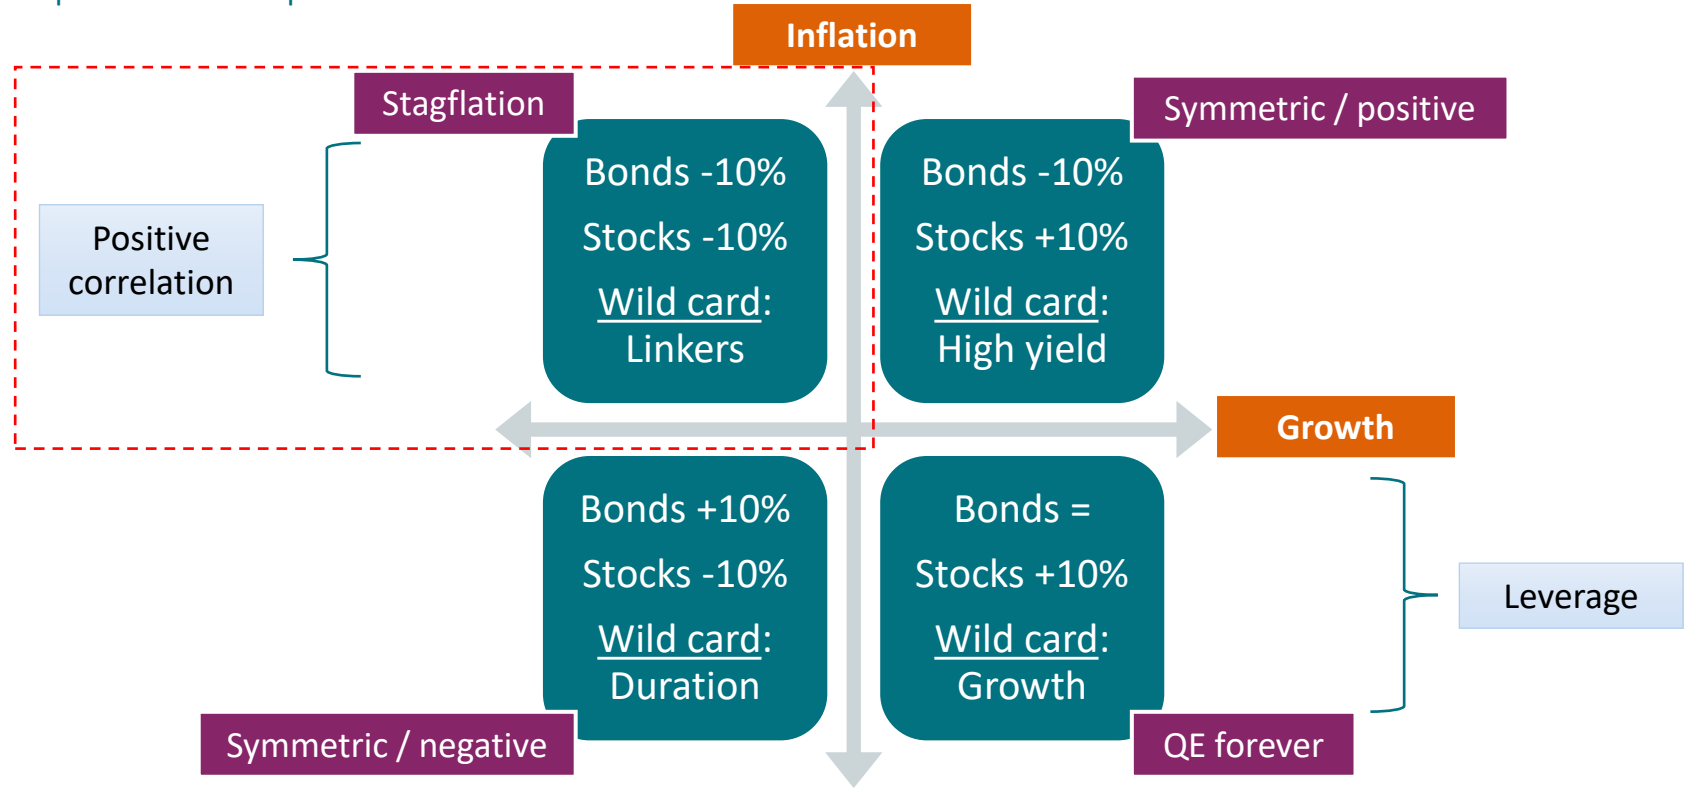 Inflation
Stagflation
Symmetric / positive
Bonds -10%
Stocks -10%
Wild card:
Linkers
Bonds -10%
Stocks +10%
Wild card:
High yield
Positive
correlation
Growth
Bonds +10%
Stocks -10%
Wild card:
Duration
Bonds =
Stocks +10%
Wild card:
Growth
Leverage
Symmetric / negative
QE forever